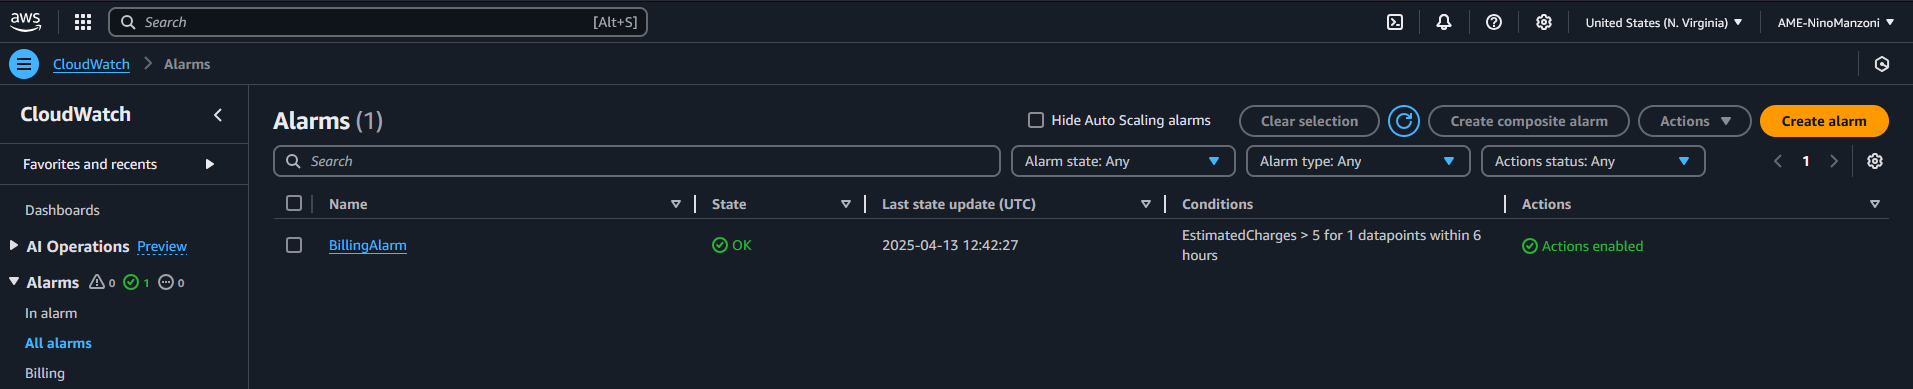 aws
Search [Alt+S]
United States (N. Virginia)
AME-NinoManzoni
CloudWatch
Alarms
CloudWatch
Favorites and recents
Dashboards
AI Operations Preview
Alarms 0 1 0
In alarm
All alarms
Billing
Alarms (1)
Hide Auto Scaling alarms
Clear selection
Create composite alarm
Actions
Create alarm
Search
Alarm state: Any
Alarm type: Any
Actions status: Any
1
Name State Last state update (UTC) Conditions Actions
BillingAlarm OK 2025-04-13 12:42:27 EstimatedCharges > 5 for 1 datapoints within 6
hours
Actions enabled